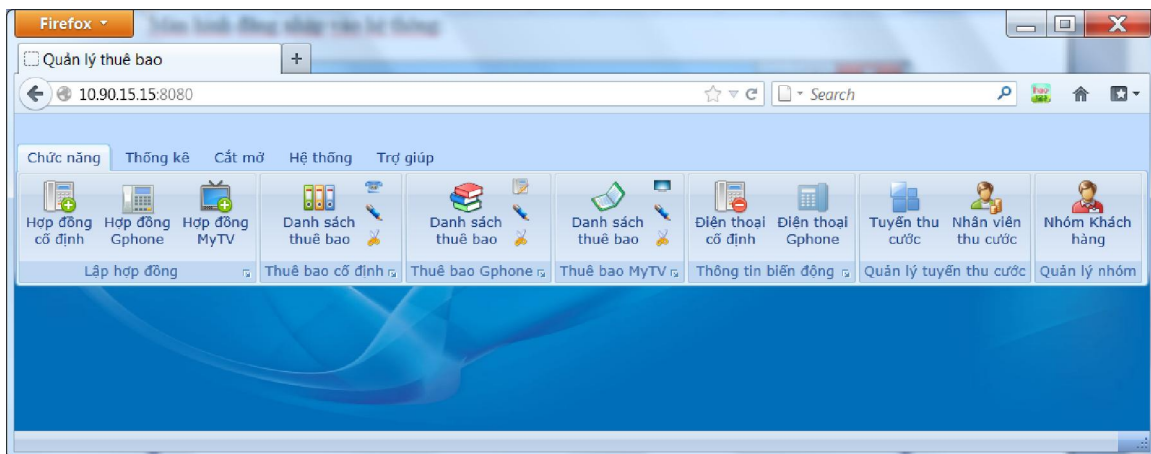 Firefox
Quản lý thuê bao
10.90.15.15:8080
Search
Chức năng Thống kê Cắt mở Hệ thống Trợ giúp
Hợp đồng cố định
Hợp đồng Gphone
Hợp đồng MyTV
Lập hợp đồng
Danh sách thuê bao
Thuê bao cố định
Danh sách thuê bao
Thuê bao Gphone
Danh sách thuê bao
Thuê bao MyTV
Điện thoại cố định
Điện thoại Gphone
Thông tin biến động
Tuyến thu cước
Nhân viên thu cước
Quản lý tuyến thu cước
Nhóm Khách hàng
Quản lý nhóm